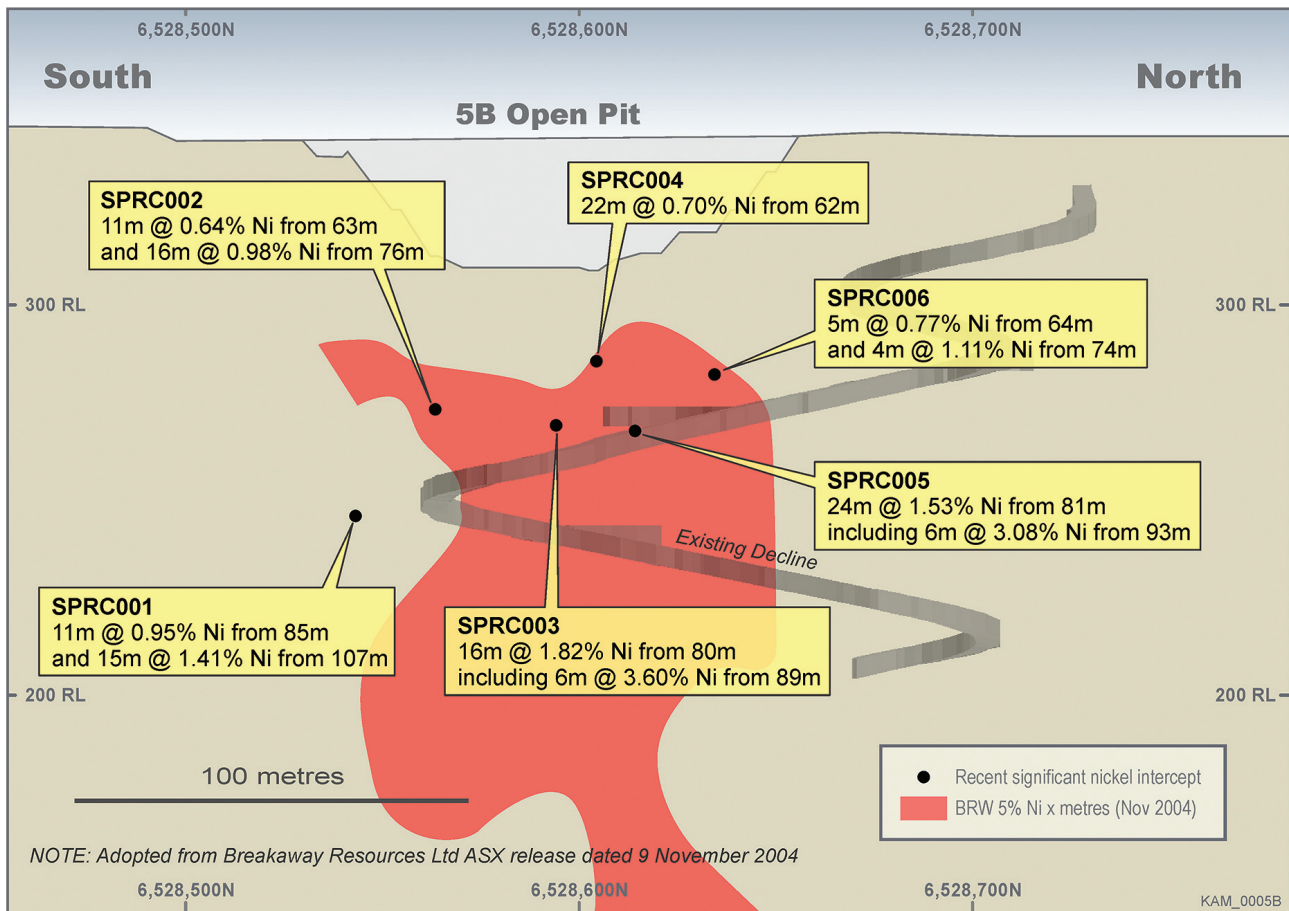 6,528,500N
6,528,600N
6,528,700N
South
North
5B Open Pit
SPRC002
11m @ 0.64% Ni from 63m
and 16m @ 0.98% Ni from 76m
SPRC004
22m @ 0.70% Ni from 62m
300 RL
300 RL
SPRC006
5m @ 0.77% Ni from 64m
and 4m @ 1.11% Ni from 74m
SPRC005
24m @ 1.53% Ni from 81m
including 6m @ 3.08% Ni from 93m
Existing Decline
SPRC001
11m @ 0.95% Ni from 85m
and 15m @ 1.41% Ni from 107m
SPRC003
16m @ 1.82% Ni from 80m
including 6m @ 3.60% Ni from 89m
200 RL
200 RL
100 metres
Recent significant nickel intercept
BRW 5% Ni x metres (Nov 2004)
NOTE: Adopted from Breakaway Resources Ltd ASX release dated 9 November 2004
6,528,500N
6,528,600N
6,528,700N
KAM_0005B